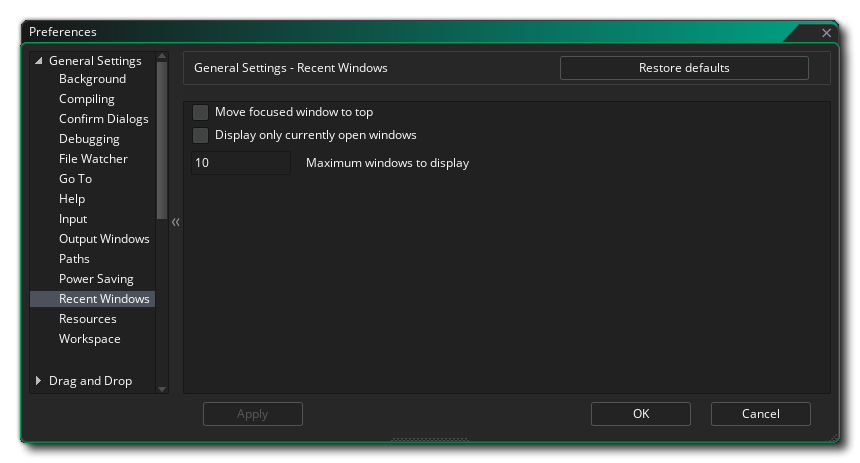 Preferences
General Settings
Background
Compiling
Confirm Dialogs
Debugging
File Watcher
Go To
Help
Input
Output Windows
Paths
Power Saving
Recent Windows
Resources
Workspace
Drag and Drop
General Settings - Recent Windows
Restore defaults
Move focused window to top
Display only currently open windows
10 Maximum windows to display
Apply
OK
Cancel